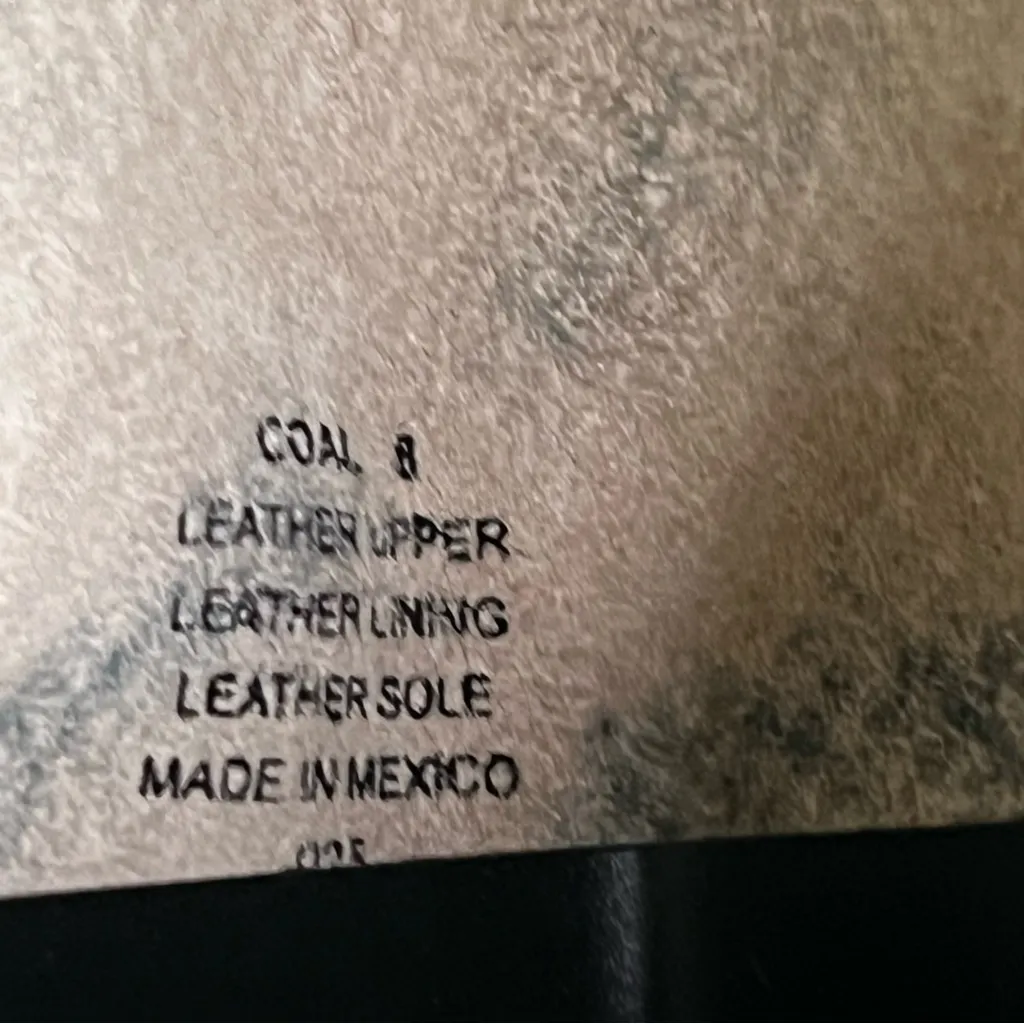 COAL 8
LEATHER UPPER
LEATHER LINING
LEATHER SOLE
MADE IN MEXICO